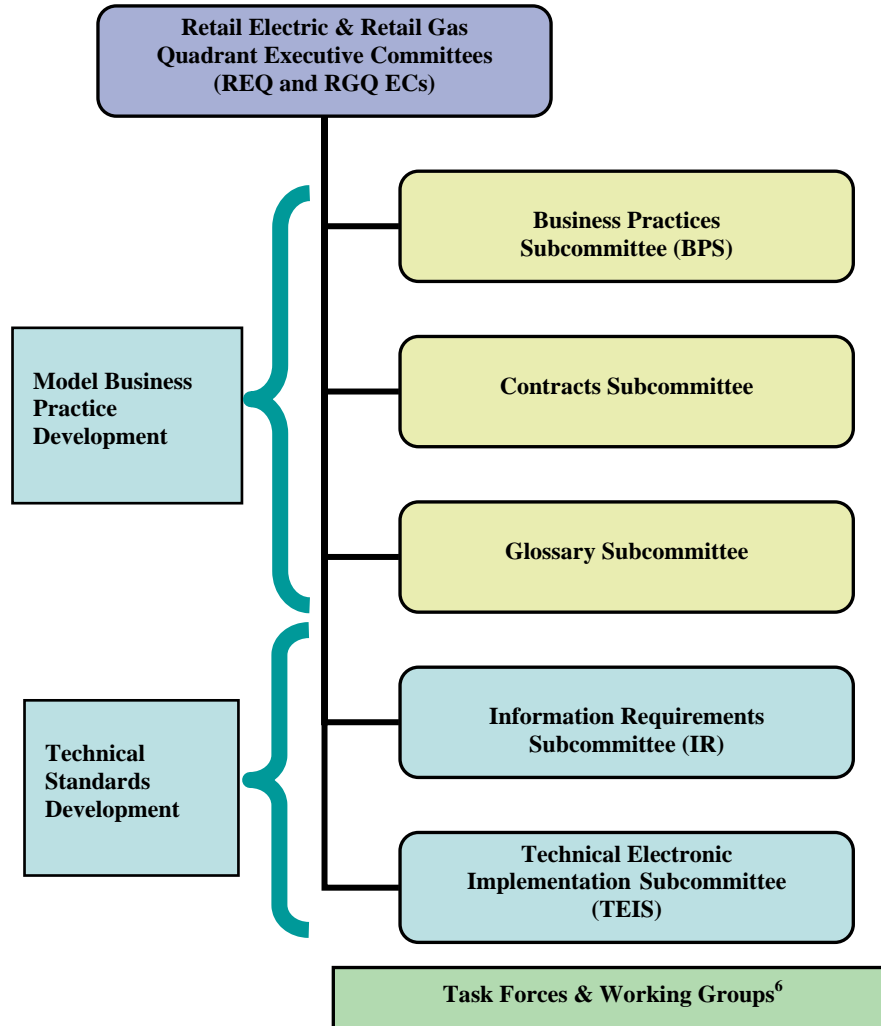 Retail Electric & Retail Gas
Quadrant Executive Committees
(REQ and RGQ ECs)
Business Practices
Subcommittee (BPS)
Model Business
Practice
Development
Contracts Subcommittee
Glossary Subcommittee
Technical
Standards
Development
Information Requirements
Subcommittee (IR)
Technical Electronic
Implementation Subcommittee
(TEIS)
Task Forces & Working Groups⁶